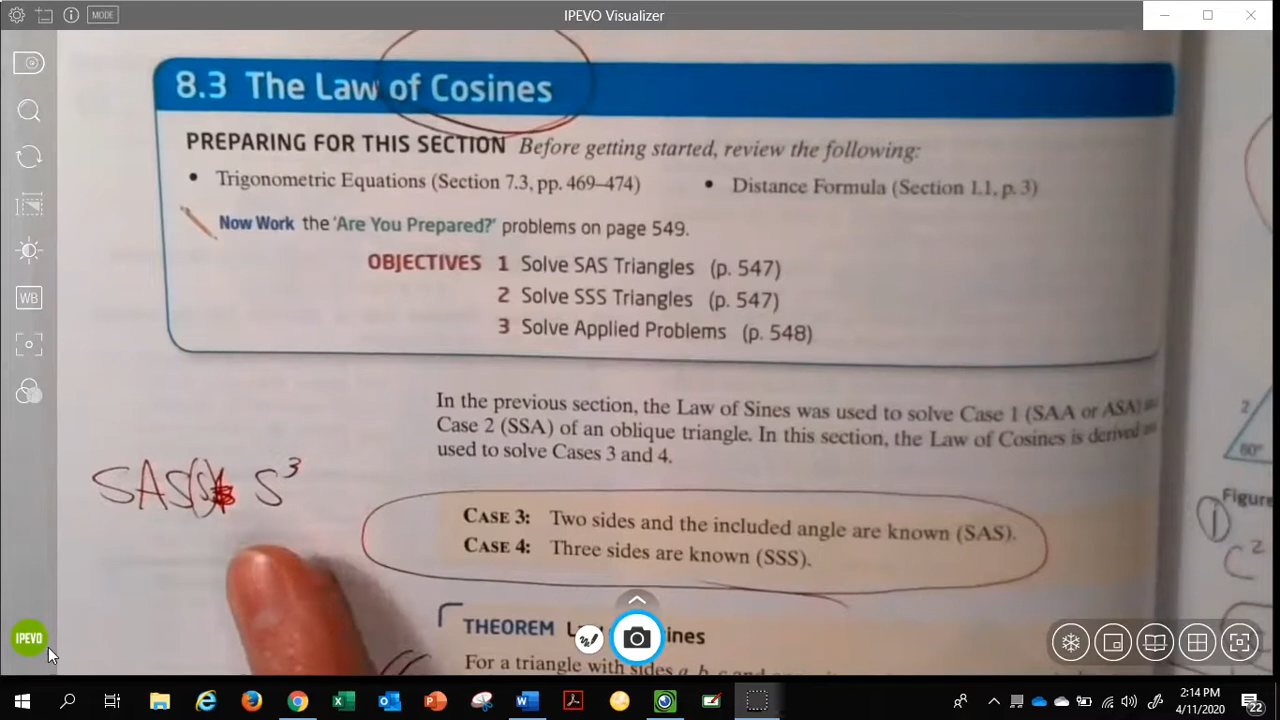 IPEVO Visualizer
MODE
8.3 The Law of Cosines
PREPARING FOR THIS SECTION Before getting started, review the following:
• Trigonometric Equations (Section 7.3, pp. 469–474)
• Distance Formula (Section 1.1, p. 3)
Now Work the 'Are You Prepared?' problems on page 549.
OBJECTIVES 1 Solve SAS Triangles (p. 547)
2 Solve SSS Triangles (p. 547)
3 Solve Applied Problems (p. 548)
WB
In the previous section, the Law of Sines was used to solve Case 1 (SAA or ASA)
Case 2 (SSA) of an oblique triangle. In this section, the Law of Cosines is derived
used to solve Cases 3 and 4.
SAS S³
CASE 3: Two sides and the included angle are known (SAS).
CASE 4: Three sides are known (SSS).
2
80°
Figure
1
C²
THEOREM
For a triangle with sides a, b, c
IPEVO
2:14 PM
4/11/2020
22